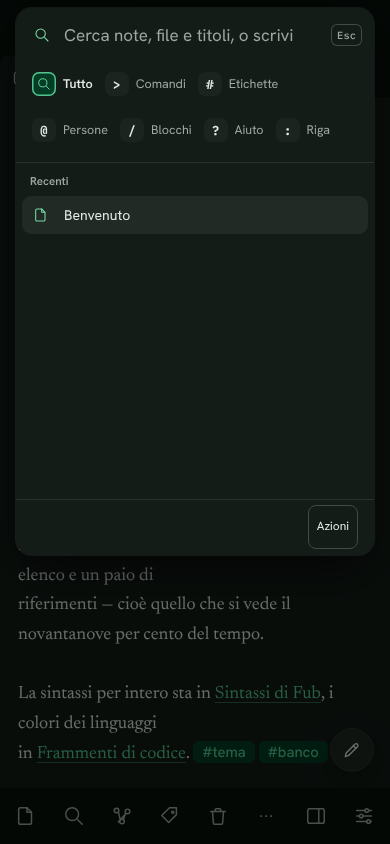 Cerca note, file e titoli, o scrivi
Esc
Tutto > Comandi # Etichette
@ Persone / Blocchi ? Aiuto : Riga
Recenti
Benvenuto
Azioni
elenco e un paio di
riferimenti — cioè quello che si vede il
novantanove per cento del tempo.
La sintassi per intero sta in Sintassi di Fub, i
colori dei linguaggi
in Frammenti di codice. #tema #banco